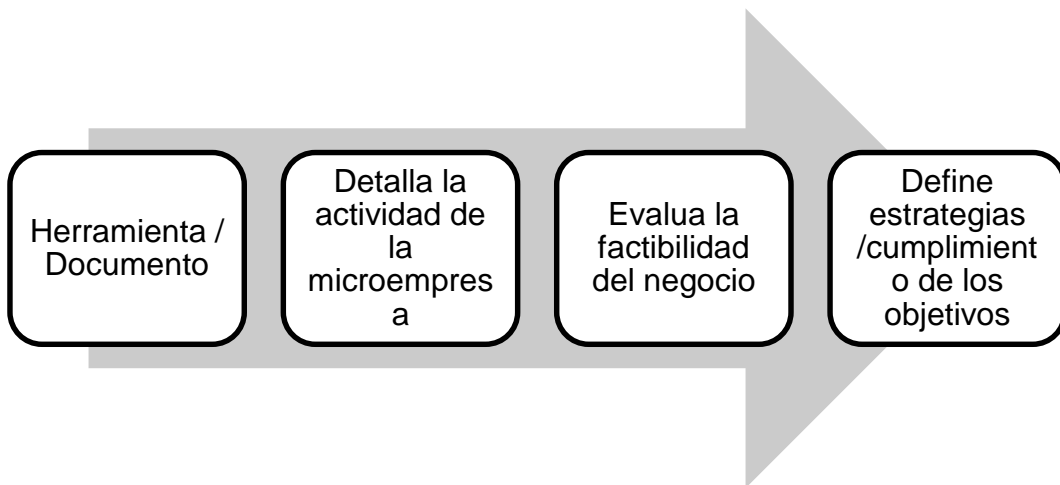 Herramienta /
Documento
Detalla la
actividad de
la
microempres
a
Evalua la
factibilidad
del negocio
Define
estrategias
/cumplimient
o de los
objetivos